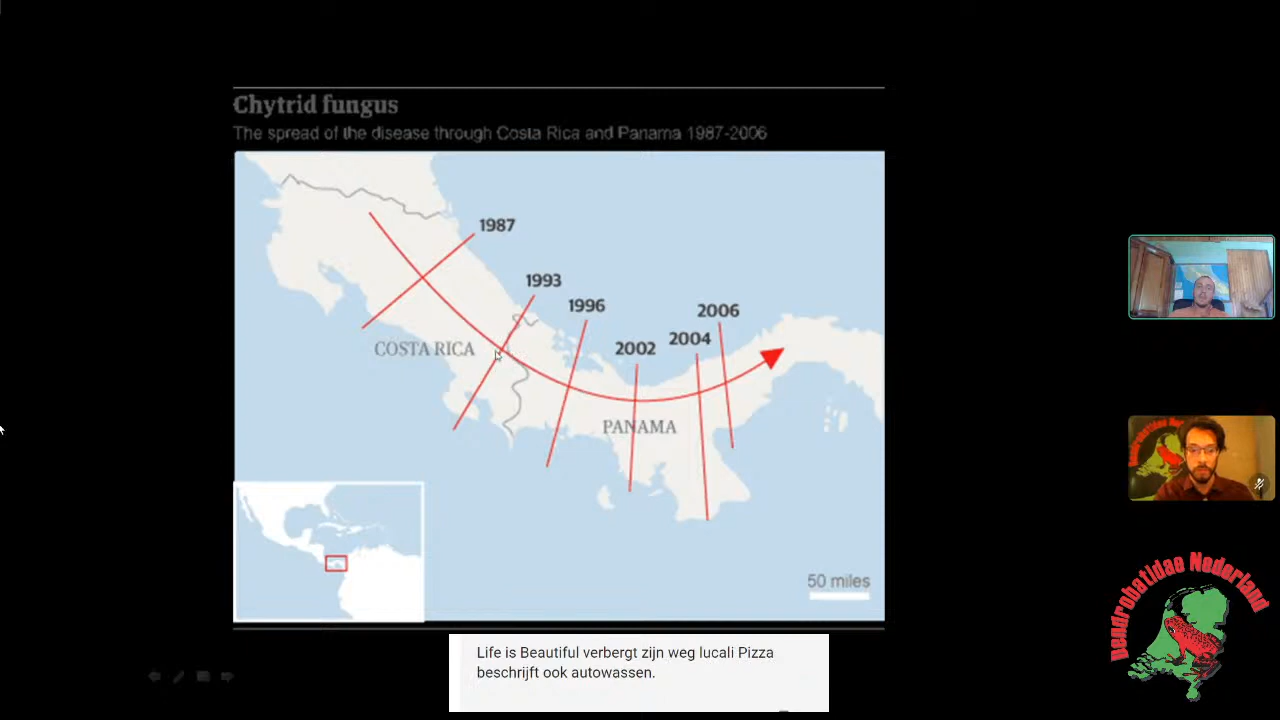 Chytrid fungus
The spread of the disease through Costa Rica and Panama 1987-2006
1987
1993
1996
2006
2004
2002
COSTA RICA
PANAMA
50 miles
Life is Beautiful verbergt zijn weg lucali Pizza
beschrijft ook autowassen.
Dendrobatidae Nederland